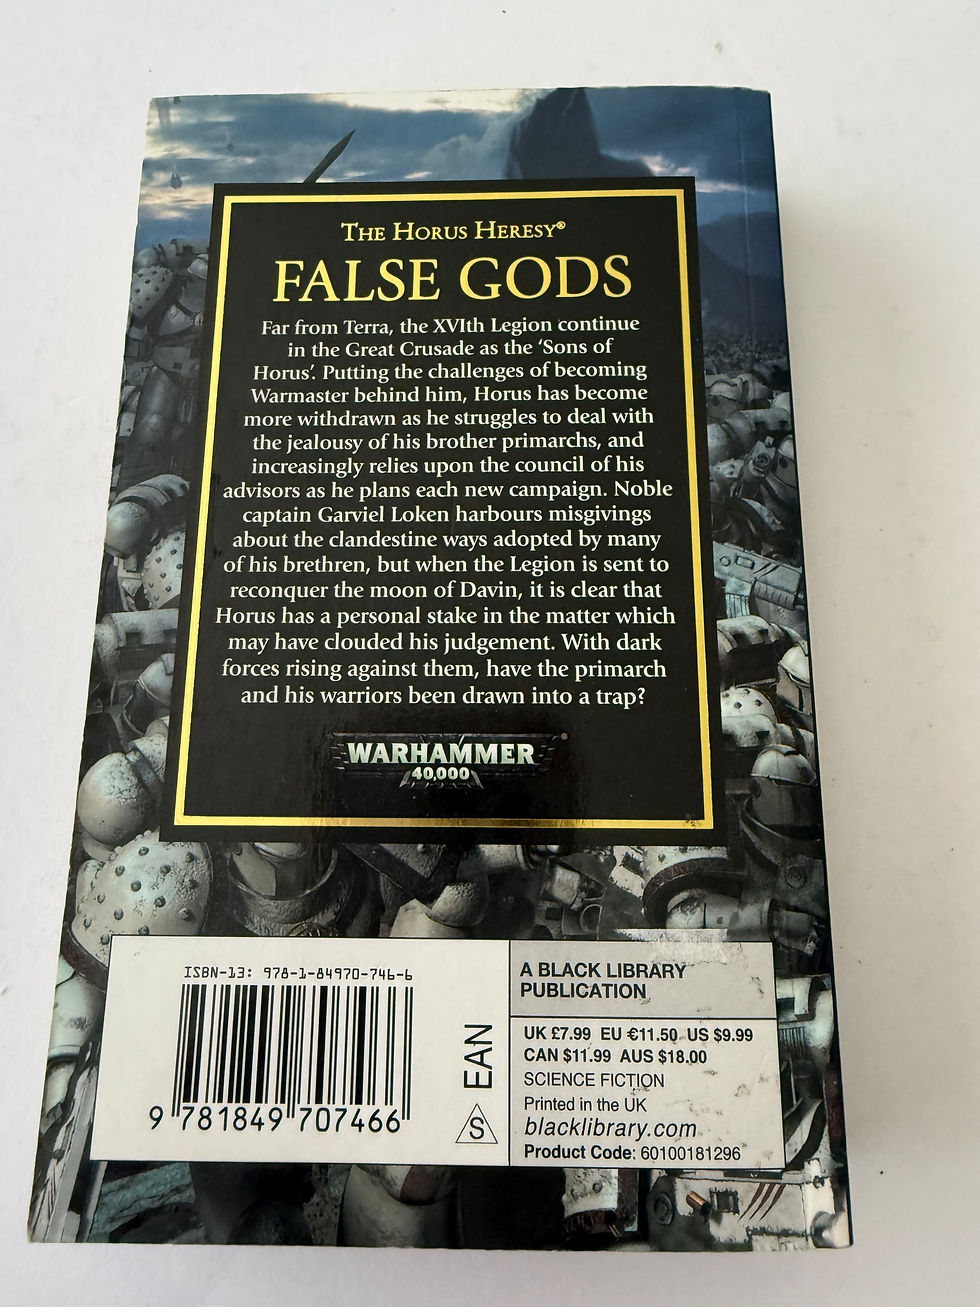 The Horus Heresy®
FALSE GODS
Far from Terra, the XVIth Legion continue
in the Great Crusade as the ‘Sons of
Horus’. Putting the challenges of becoming
Warmaster behind him, Horus has become
more withdrawn as he struggles to deal with
the jealousy of his brother primarchs, and
increasingly relies upon the council of his
advisors as he plans each new campaign. Noble
captain Garviel Loken harbours misgivings
about the clandestine ways adopted by many
of his brethren, but when the Legion is sent to
reconquer the moon of Davin, it is clear that
Horus has a personal stake in the matter which
may have clouded his judgement. With dark
forces rising against them, have the primarch
and his warriors been drawn into a trap?
WARHAMMER®
40,000
ISBN-13: 978-1-84970-746-6
9 781849 707466
EAN
S
A BLACK LIBRARY
PUBLICATION
UK £7.99 EU €11.50 US $9.99
CAN $11.99 AUS $18.00
SCIENCE FICTION
Printed in the UK
blacklibrary.com
Product Code: 60100181296